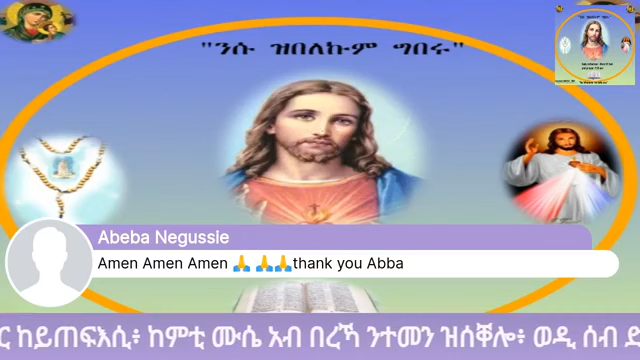 "ንሱ ዝበለኩም ግበሩ"
Abeba Negussie
Amen Amen Amen 🙏 🙏🙏thank you Abba
ር ከይጠፍእሲ፥ ከምቲ ሙሴ አብ በረኻ ንተመን ዝሰቐሎ፥ ወዲ ሰብ ድ